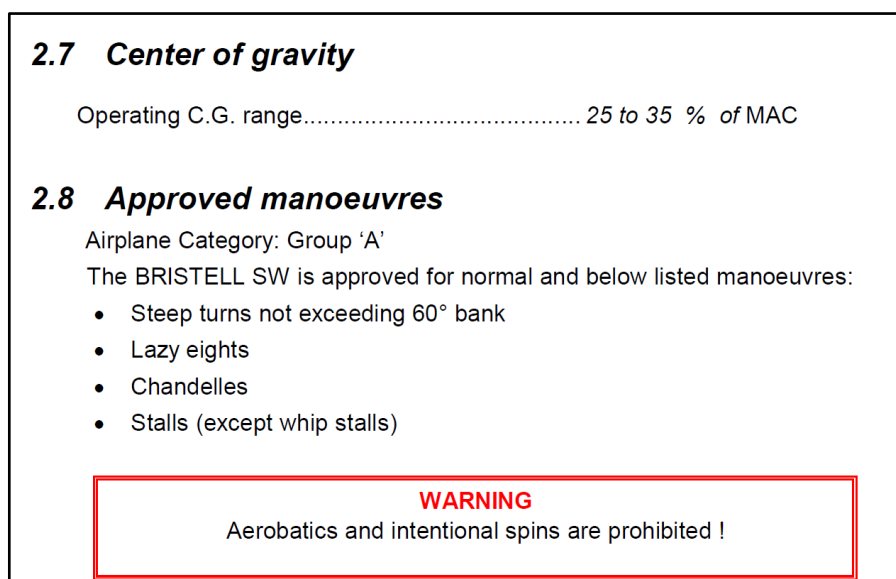 2.7 Center of gravity
Operating C.G. range......................................... 25 to 35 % of MAC
2.8 Approved manoeuvres
Airplane Category: Group ‘A’
The BRISTELL SW is approved for normal and below listed manoeuvres:
• Steep turns not exceeding 60° bank
• Lazy eights
• Chandelles
• Stalls (except whip stalls)
WARNING
Aerobatics and intentional spins are prohibited !